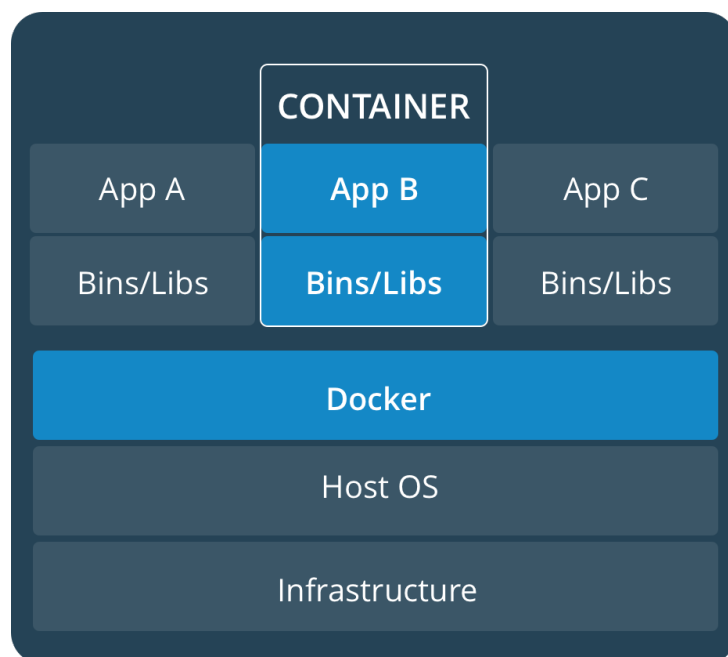 CONTAINER
App A
App B
App C
Bins/Libs
Bins/Libs
Bins/Libs
Docker
Host OS
Infrastructure